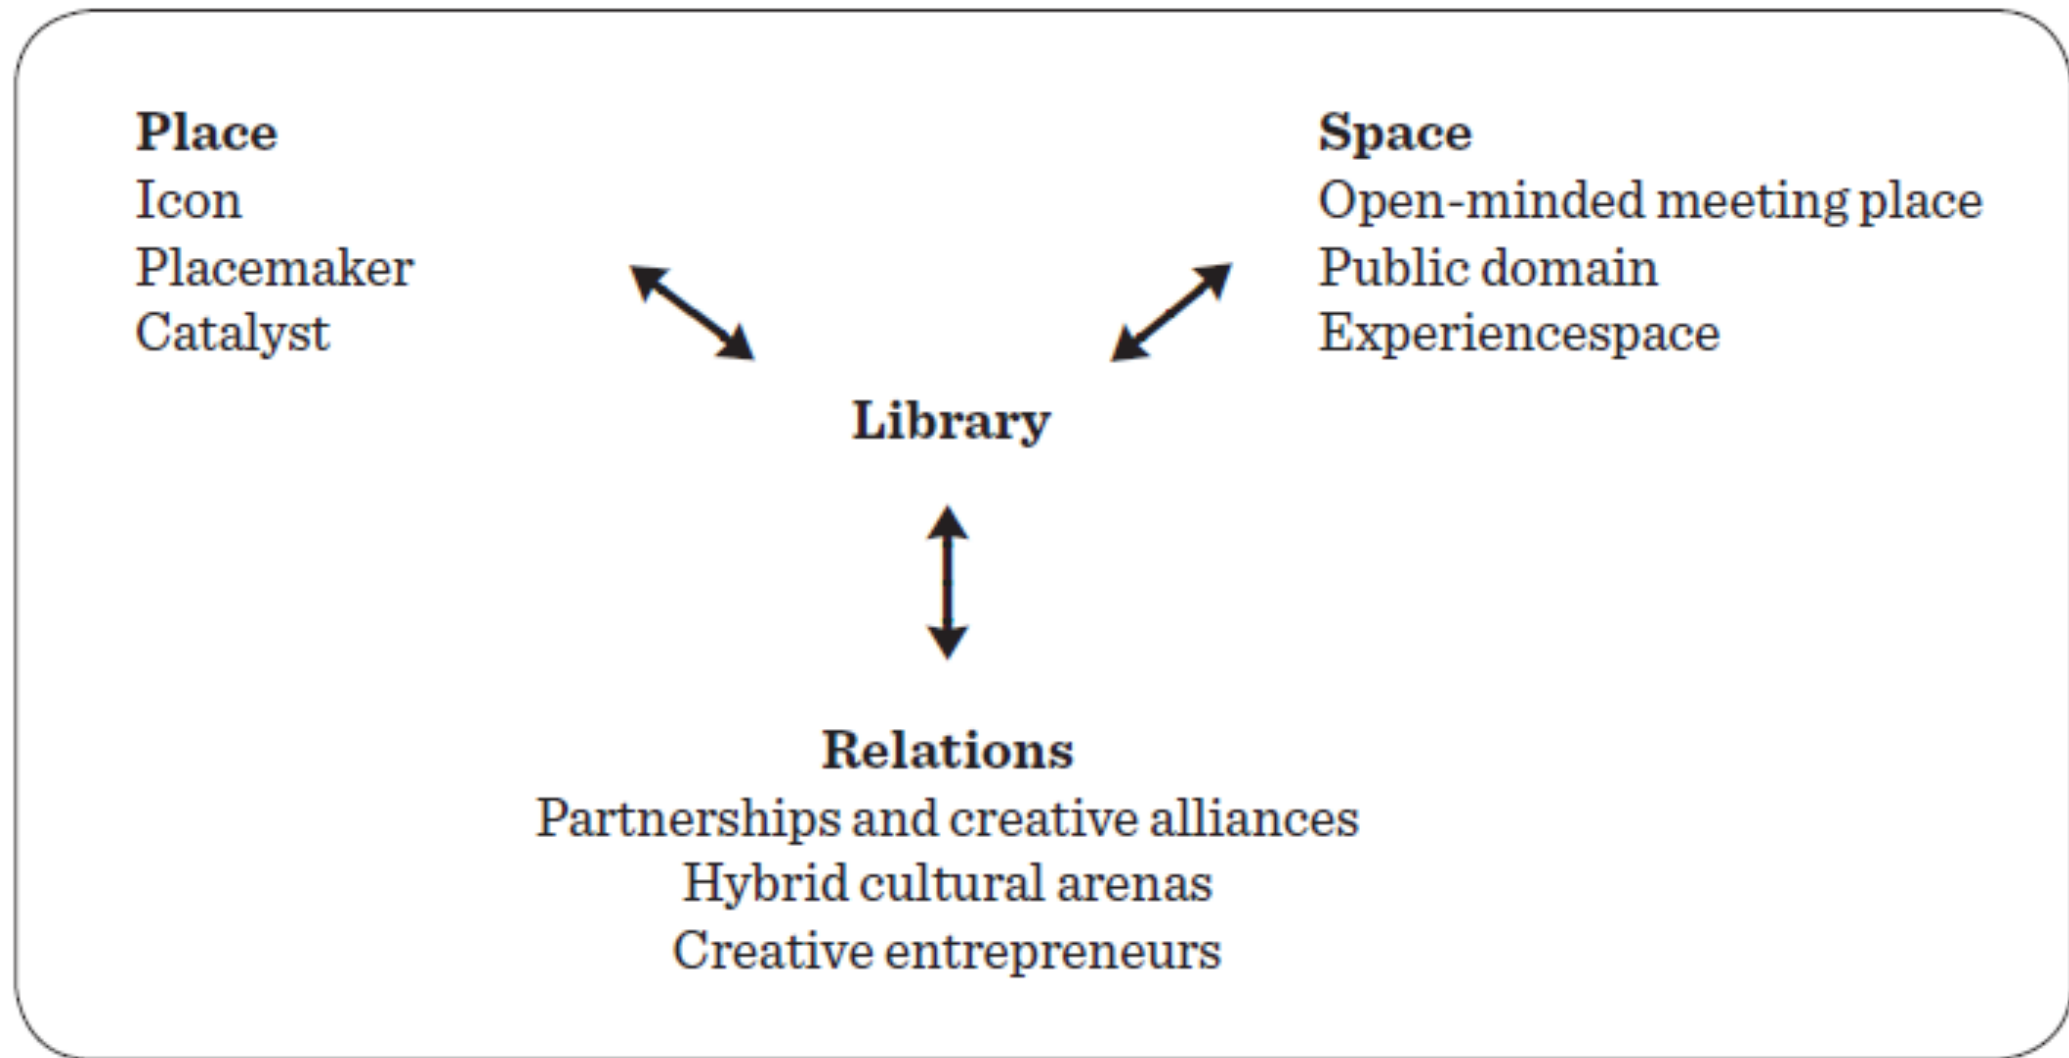 Place
Icon
Placemaker
Catalyst
Space
Open-minded meeting place
Public domain
Experiencespace
Library
Relations
Partnerships and creative alliances
Hybrid cultural arenas
Creative entrepreneurs